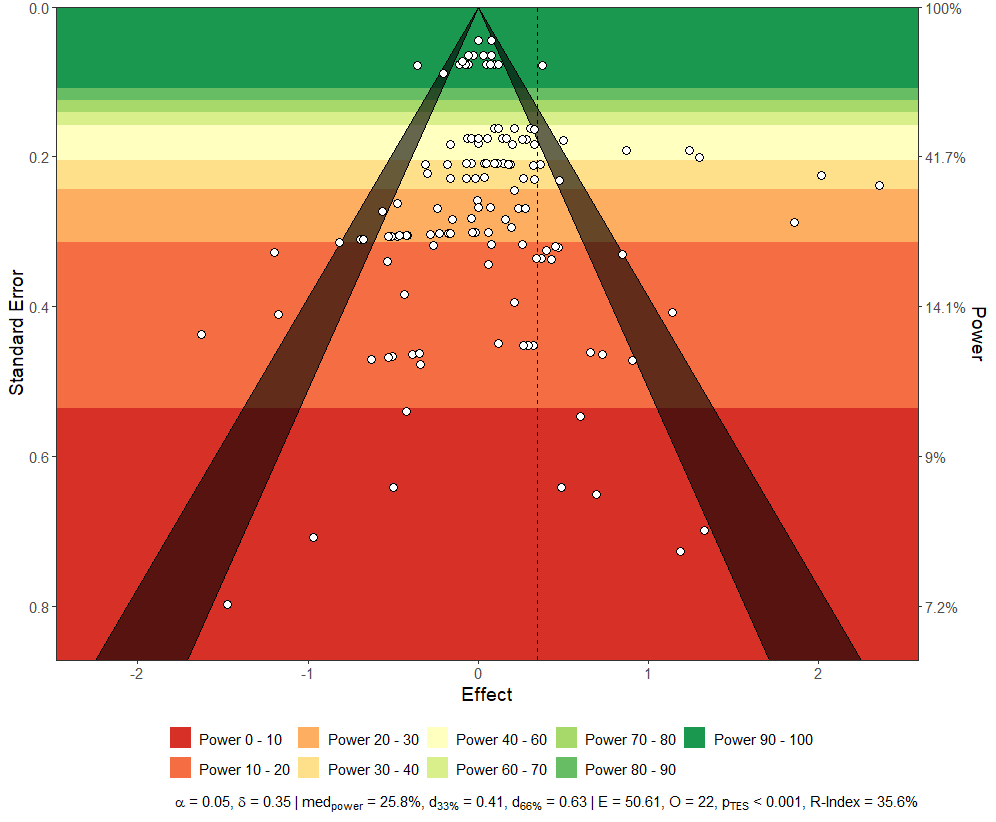 0.0
0.2
0.4
0.6
0.8
Standard Error
100%
41.7%
14.1%
9%
7.2%
Power
-2
-1
0
1
2
Effect
Power 0 - 10
Power 20 - 30
Power 40 - 60
Power 70 - 80
Power 90 - 100
Power 10 - 20
Power 30 - 40
Power 60 - 70
Power 80 - 90
α = 0.05, δ = 0.35 | med_power = 25.8%, d_33% = 0.41, d_66% = 0.63 | E = 50.61, O = 22, p_TES < 0.001, R-Index = 35.6%